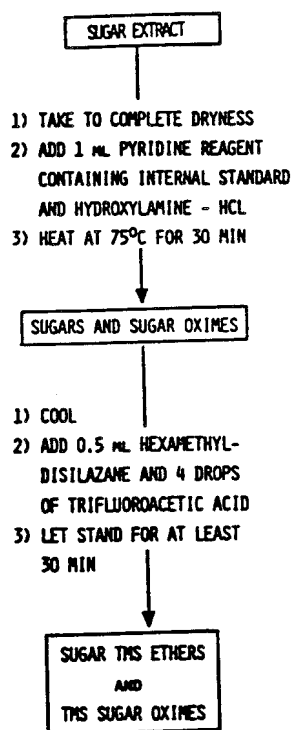 SUGAR EXTRACT
1) TAKE TO COMPLETE DRYNESS
2) ADD 1 ML PYRIDINE REAGENT
CONTAINING INTERNAL STANDARD
AND HYDROXYLAMINE - HCL
3) HEAT AT 75°C FOR 30 MIN
SUGARS AND SUGAR OXIMES
1) COOL
2) ADD 0.5 ML HEXAMETHYL-
DISILAZANE AND 4 DROPS
OF TRIFLUOROACETIC ACID
3) LET STAND FOR AT LEAST
30 MIN
SUGAR TMS ETHERS
AND
TMS SUGAR OXIMES